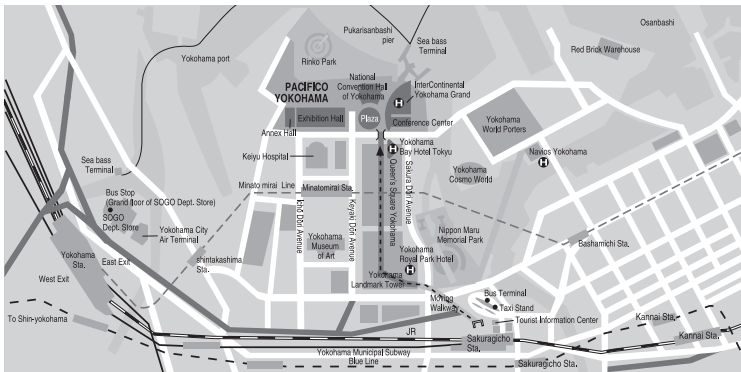 Pukarisanbashi
pier
Sea bass
Terminal
Osanbashi
Red Brick Warehouse
Yokohama port
Rinko Park
PACIFICO
YOKOHAMA
National
Convention Hall
of Yokohama
InterContinental
Yokohama Grand
H
Exhibition Hall
Plaza
Conference Center
Annex Hall
Yokohama
World Porters
Keiyu Hospital
H
Yokohama
Bay Hotel Tokyu
Navios Yokohama
H
Sea bass
Terminal
Yokohama
Cosmo World
Minato mirai Line
Minatomirai Sta.
Bus Stop
(Grand floor of SOGO Dept. Store)
SOGO
Dept. Store
Yokohama City
Air Terminal
Ichō Dōri Avenue
Keyaki Dōri Avenue
Queen's Square Yokohama
Sakura Dōri Avenue
Nippon Maru
Memorial Park
Bashamichi Sta.
Yokohama
Sta.
East Exit
West Exit
shintakashima
Sta.
Yokohama
Museum
of Art
Yokohama
Royal Park Hotel
H
Yokohama
Landmark Tower
Moving
Walkway
Bus Terminal
Taxi Stand
Tourist Information Center
To Shin-yokohama
JR
Sakuragicho
Sta.
Kannai Sta.
Kannai Sta.
Yokohama Municipal Subway
Blue Line
Sakuragicho Sta.